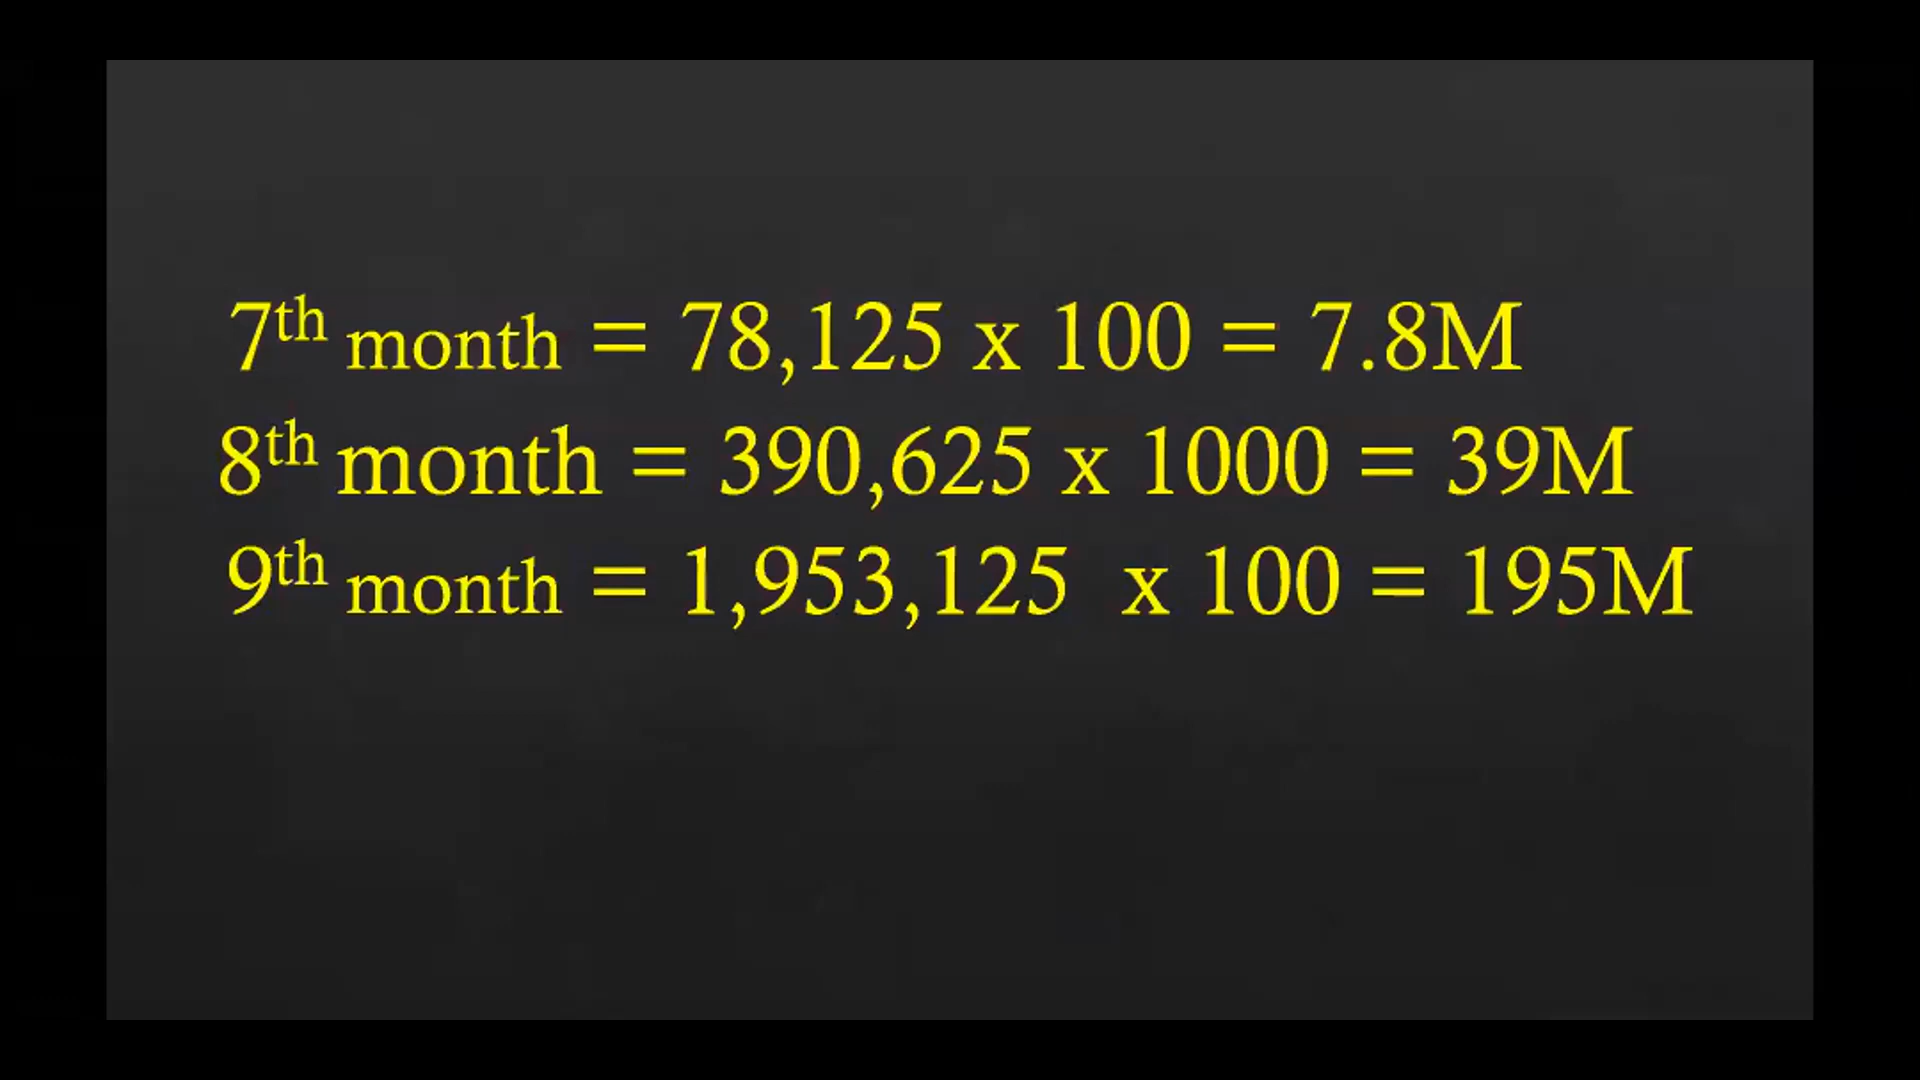 7th month = 78,125 x 100 = 7.8M
8th month = 390,625 x 1000 = 39M
9th month = 1,953,125 x 100 = 195M